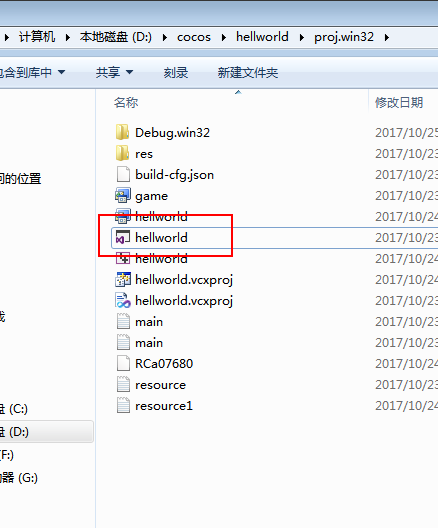 计算机 本地磁盘 (D:) cocos hellworld proj.win32
包含到库中 共享 刻录 新建文件夹
名称 修改日期
Debug.win32 2017/10/25
res 2017/10/23
build-cfg.json 2017/10/23
game 2017/10/23
hellworld 2017/10/24
hellworld 2017/10/23
hellworld 2017/10/24
hellworld.vcxproj 2017/10/24
hellworld.vcxproj 2017/10/23
main 2017/10/23
main 2017/10/23
RCa07680 2017/10/24
resource 2017/10/23
resource1 2017/10/24
问的位置
盘 (C:)
盘 (D:)
(F:)
动器 (G:)